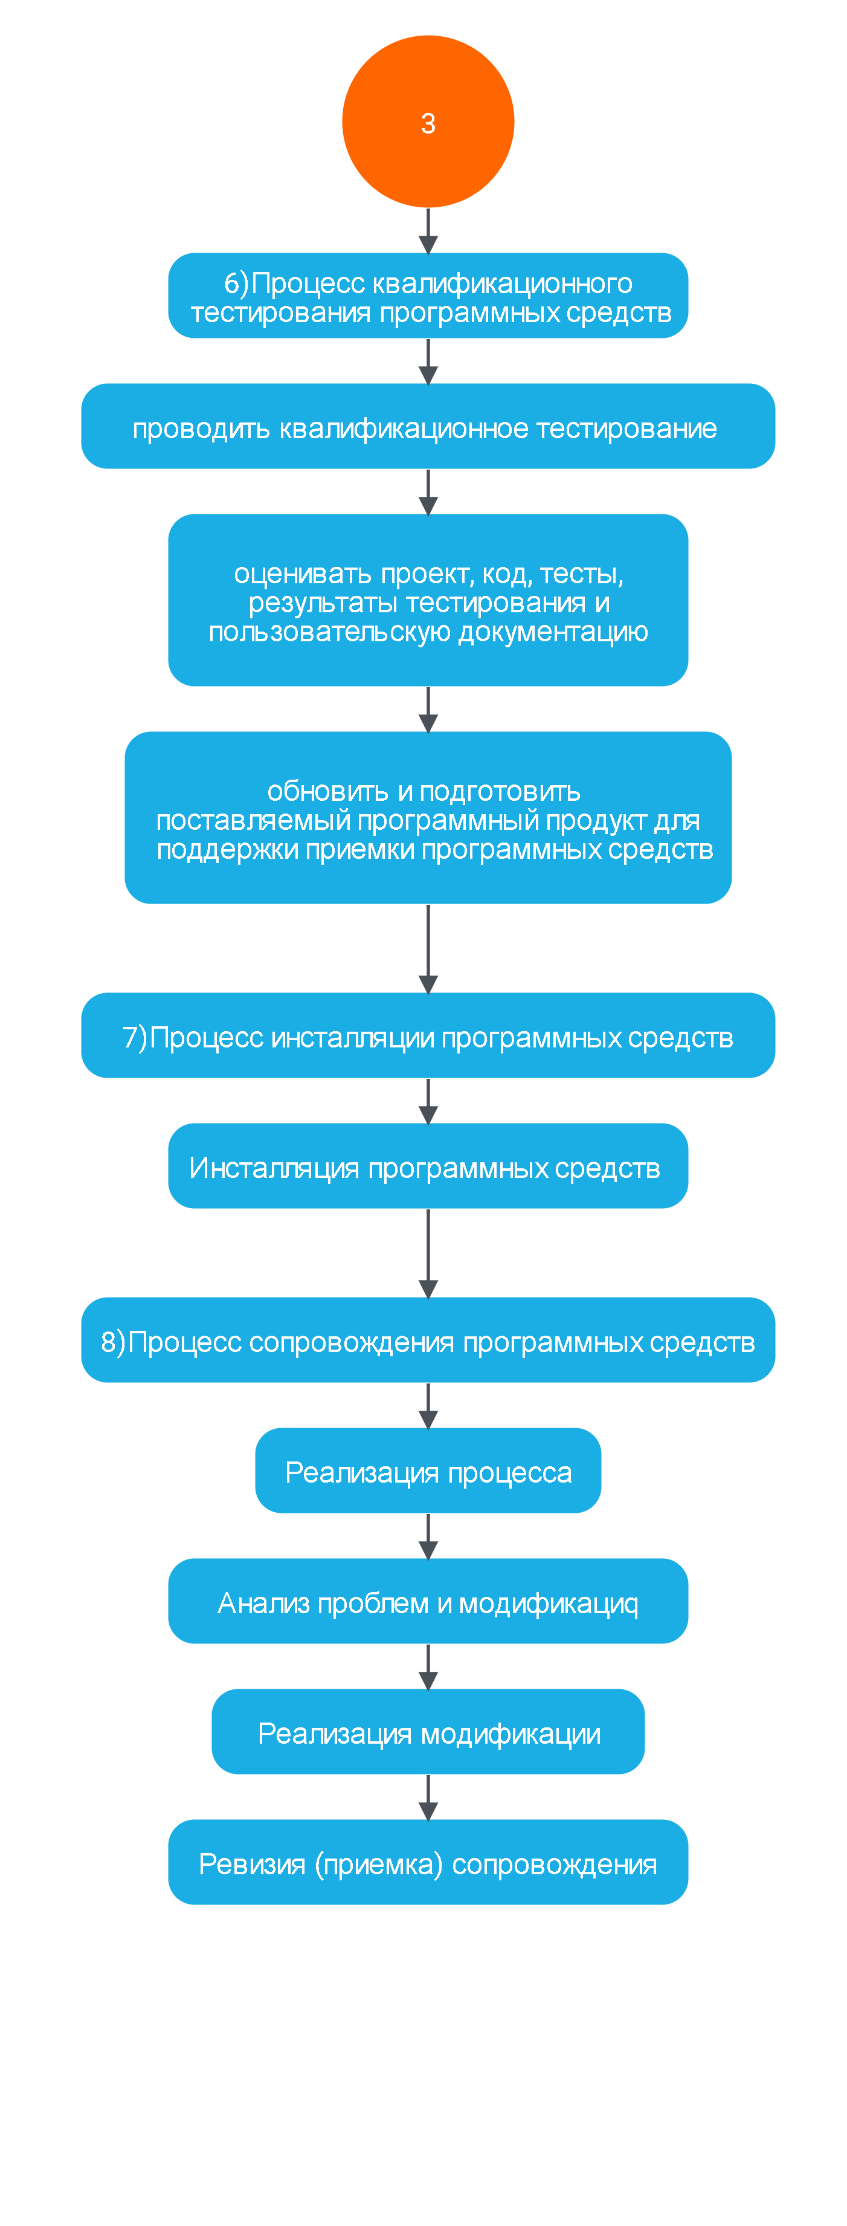 3
6)Процесс квалификационного
тестирования программных средств
проводить квалификационное тестирование
оценивать проект, код, тесты,
результаты тестирования и
пользовательскую документацию
обновить и подготовить
поставляемый программный продукт для
поддержки приемки программных средств
7)Процесс инсталляции программных средств
Инсталляция программных средств
8)Процесс сопровождения программных средств
Реализация процесса
Анализ проблем и модификациq
Реализация модификации
Ревизия (приемка) сопровождения